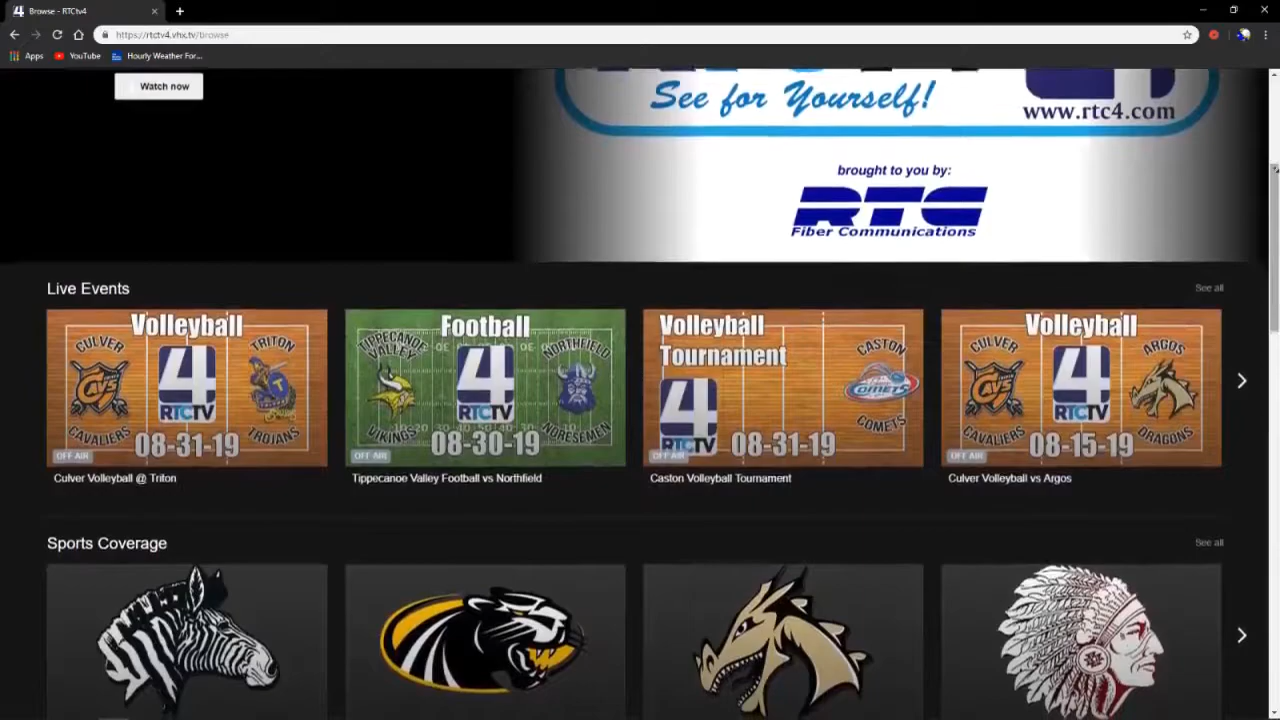 Browse - RTCtv4
https://rtctv4.vhx.tv/browse
Apps YouTube Hourly Weather For...
Watch now
See for Yourself!
www.rtc4.com
brought to you by:
RTC
Fiber Communications
Live Events See all
Volleyball
CULVER TRITON
CAVS 4 T
RTCTV
CAVALIERS TROJANS
08-31-19
OFF AIR
Culver Volleyball @ Triton
Football
TIPPECANOE VALLEY NORTHFIELD
4
RTCTV
VIKINGS NORSEMEN
08-30-19
OFF AIR
Tippecanoe Valley Football vs Northfield
Volleyball
Tournament
CASTON
4 COMETS
RTCTV COMETS
08-31-19
OFF AIR
Caston Volleyball Tournament
Volleyball
CULVER ARGOS
CAVS 4
RTCTV
CAVALIERS DRAGONS
08-15-19
OFF AIR
Culver Volleyball vs Argos
Sports Coverage See all